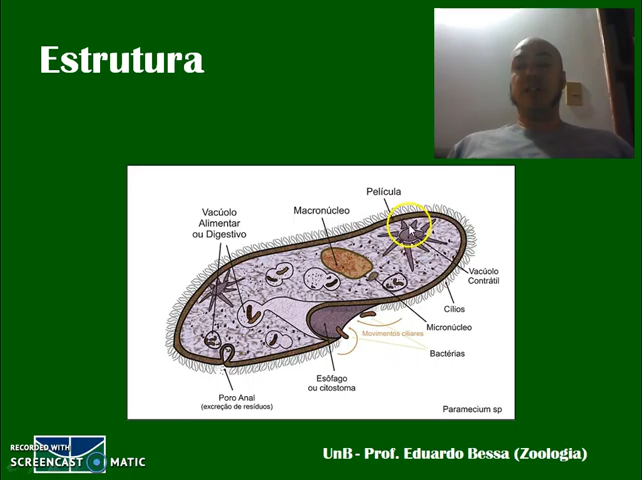 Estrutura
Película
Vacúolo
Alimentar
ou Digestivo
Macronúcleo
Vacúolo
Contrátil
Cílios
Micronúcleo
Movimentos ciliares
Bactérias
Esôfago
ou citostoma
Poro Anal
(excreção de resíduos)
Paramecium sp
RECORDED WITH
SCREENCAST MATIC
UnB - Prof. Eduardo Bessa (Zoologia)